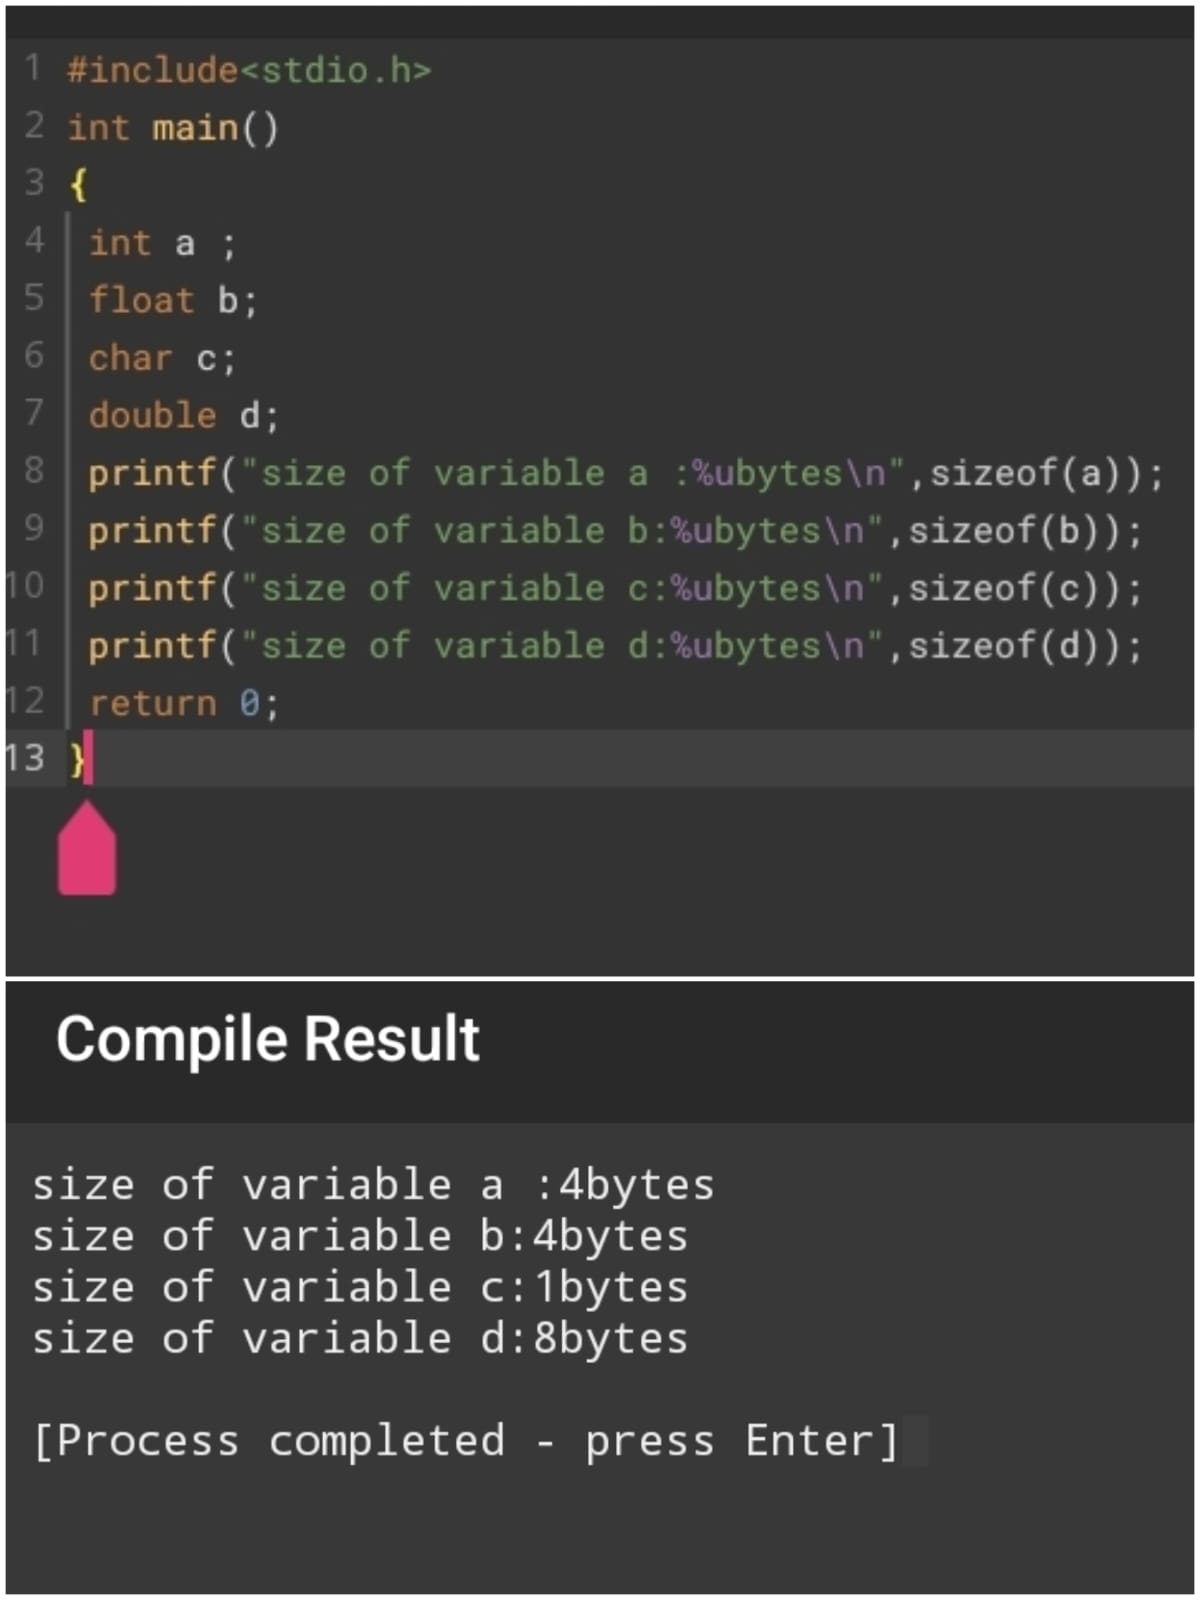 1 #include<stdio.h>
2 int main()
3 {
4 int a ;
5 float b;
6 char c;
7 double d;
8 printf("size of variable a :%ubytes\n",sizeof(a));
9 printf("size of variable b:%ubytes\n",sizeof(b));
10 printf("size of variable c:%ubytes\n",sizeof(c));
11 printf("size of variable d:%ubytes\n",sizeof(d));
12 return 0;
13 }
Compile Result
size of variable a :4bytes
size of variable b:4bytes
size of variable c:1bytes
size of variable d:8bytes
[Process completed - press Enter]